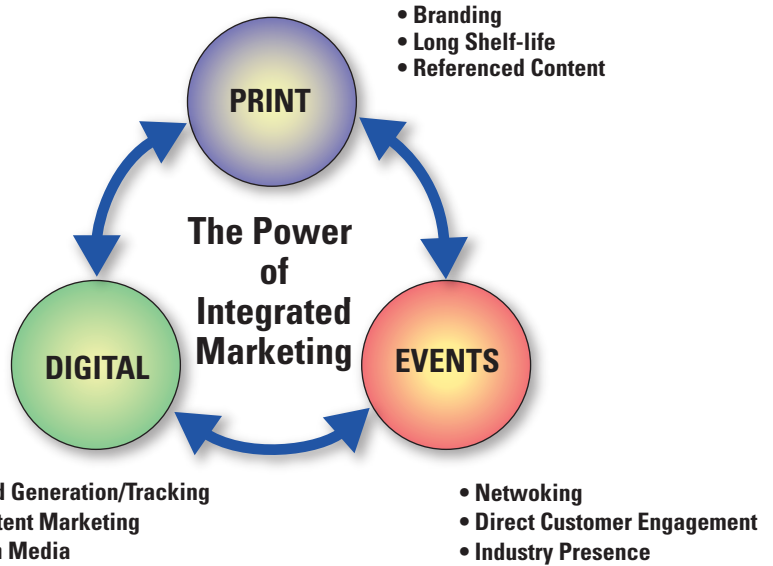 • Branding
• Long Shelf-life
• Referenced Content
PRINT
The Power
of
Integrated
Marketing
DIGITAL
EVENTS
Generation/Tracking
Marketing
Media
• Netwoking
• Direct Customer Engagement
• Industry Presence